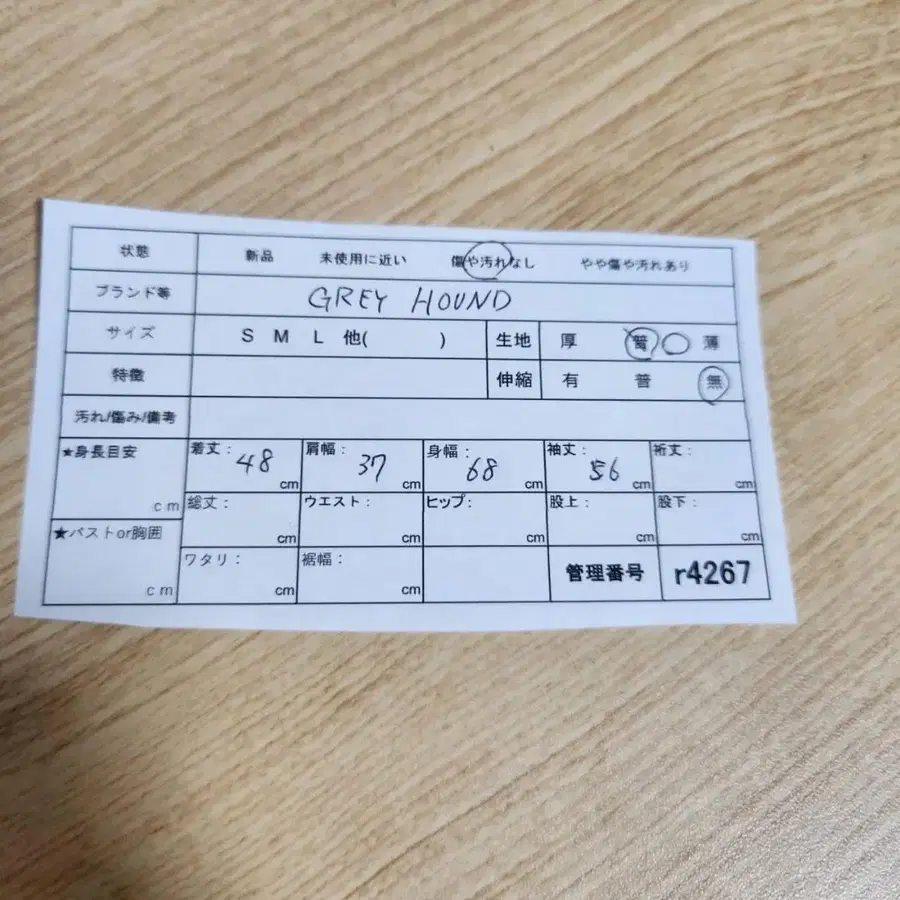 状態 新品 未使用に近い 傷や汚れなし やや傷や汚れあり
ブランド等 GREY HOUND
サイズ S M L 他( ) 生地 厚 薄
特徴 伸縮 有 普 無
汚れ/傷み/備考
★身長目安 cm 着丈: 48 cm 肩幅: 37 cm 身幅: 68 cm 袖丈: 56 cm 裄丈: cm
総丈: cm ウエスト: cm ヒップ: cm 股上: cm 股下: cm
★バストor胸囲 cm ワタリ: cm 裾幅: cm 管理番号 r4267